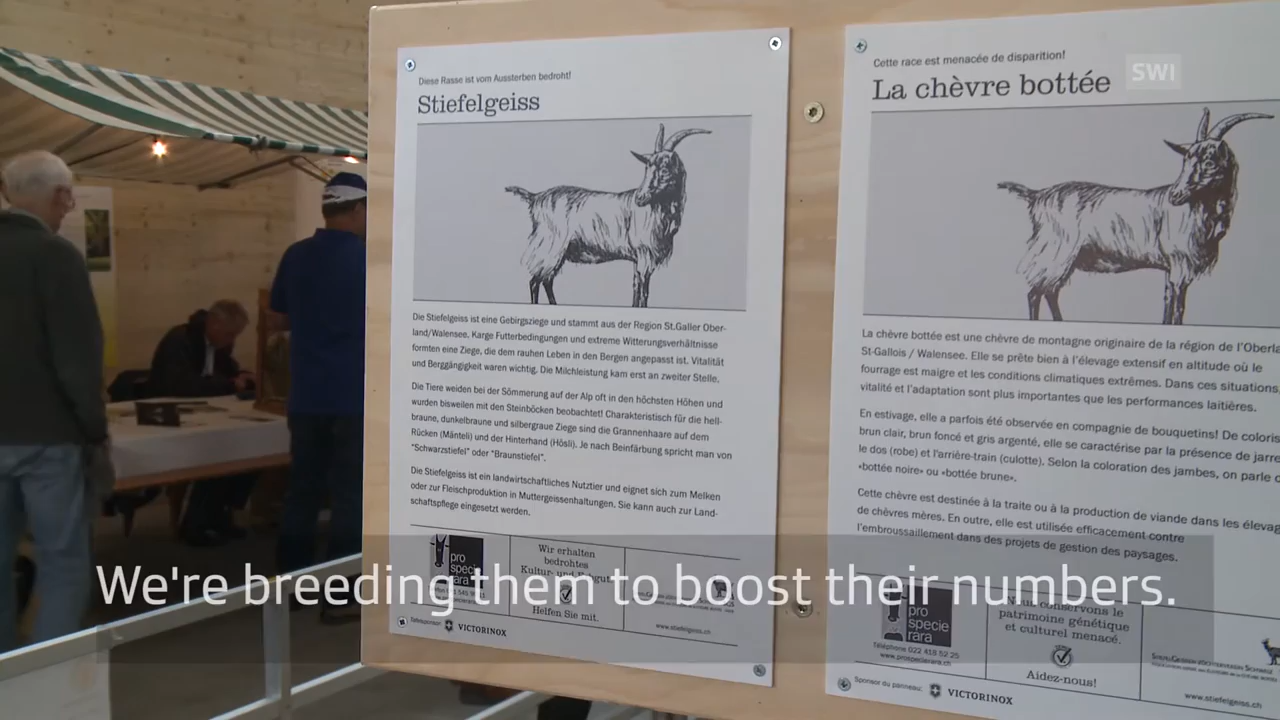 Diese Rasse ist vom Aussterben bedroht!
Stiefelgeiss
Die Stiefelgeiss ist eine Gebirgsziege und stammt aus der Region St.Galler Ober-
land/Walensee. Karge Futterbedingungen und extreme Witterungsverhältnisse
formten eine Ziege, die dem rauhen Leben in den Bergen angepasst ist. Vitalität
und Berggängigkeit waren wichtig. Die Milchleistung kam erst an zweiter Stelle.
Die Tiere weiden bei der Sömmerung auf der Alp oft in den höchsten Höhen und
wurden bisweilen mit den Steinböcken beobachtet! Charakteristisch für die hell-
braune, dunkelbraune und silbergraue Ziege sind die Grannenhaare auf dem
Rücken (Mänteli) und der Hinterhand (Hösli). Je nach Beinfärbung spricht man von
"Schwarzstiefel" oder "Braunstiefel".
Die Stiefelgeiss ist ein landwirtschaftliches Nutztier und eignet sich zum Melken
oder zur Fleischproduktion in Muttergeissenhaltungen. Sie kann auch zur Land-
schaftspflege eingesetzt werden.
pro
specie
rara
Wir erhalten
bedrohtes
Kultur- und
Helfen Sie mit.
www.stiefelgeiss.ch
VICTORINOX
Cette race est menacée de disparition!
La chèvre bottée
La chèvre bottée est une chèvre de montagne originaire de la région de l'Oberla
St-Gallois / Walensee. Elle se prête bien à l'élevage extensif en altitude où le
fourrage est maigre et les conditions climatiques extrêmes. Dans ces situations,
vitalité et l'adaptation sont plus importantes que les performances laitières.
En estivage, elle a parfois été observée en compagnie de bouquetins! De coloris
brun clair, brun foncé et gris argenté, elle se caractérise par la présence de jarre
le dos (robe) et l'arrière-train (culotte). Selon la coloration des jambes, on parle d
«bottée noire» ou «bottée brune».
Cette chèvre est destinée à la traite ou à la production de viande dans les élevag
de chèvres mères. En outre, elle est utilisée efficacement contre
l'embroussaillement dans des projets de gestion des paysages.
pro
specie
rara
Téléphone 022 418 52 25
www.prospecierara.ch
conservons le
patrimoine génétique
et culturel menacé.
Aidez-nous!
www.stiefelgeiss.ch
Sponsor du panneau:
VICTORINOX
SWI
We're breeding them to boost their numbers.